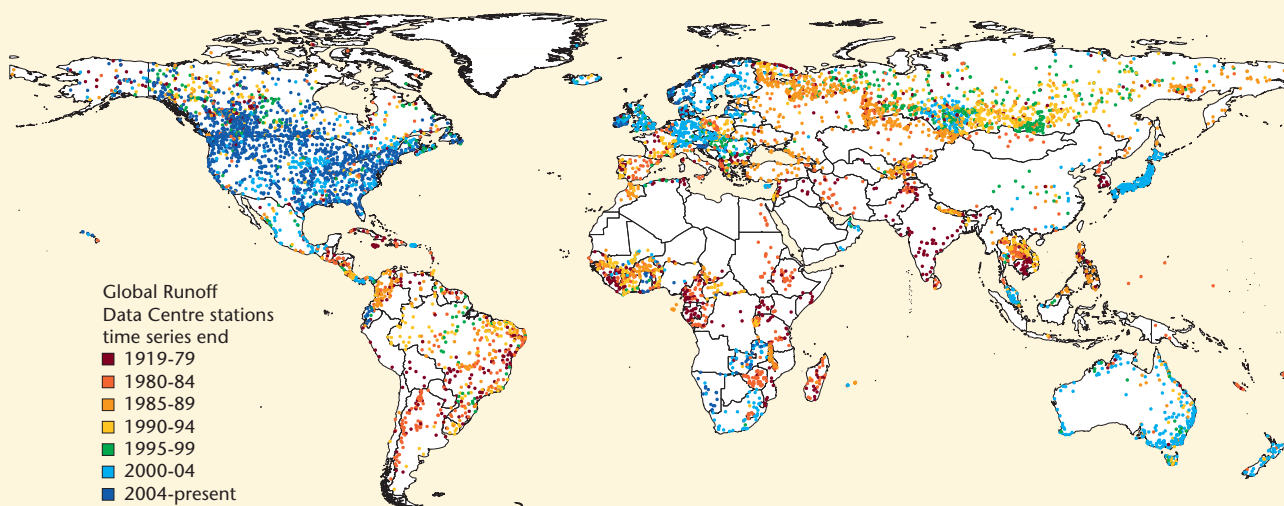 Global Runoff
Data Centre stations
time series end
1919-79
1980-84
1985-89
1990-94
1995-99
2000-04
2004-present